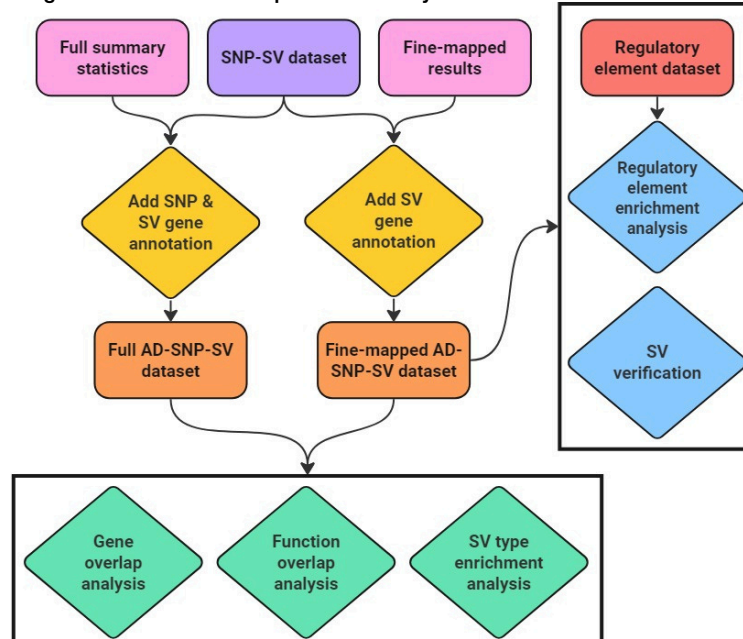 Full summary
statistics
SNP-SV dataset
Fine-mapped
results
Regulatory
element dataset
Add SNP &
SV gene
annotation
Add SV
gene
annotation
Regulatory
element
enrichment
analysis
Full AD-SNP-SV
dataset
Fine-mapped AD-
SNP-SV dataset
SV
verification
Gene
overlap
analysis
Function
overlap
analysis
SV type
enrichment
analysis